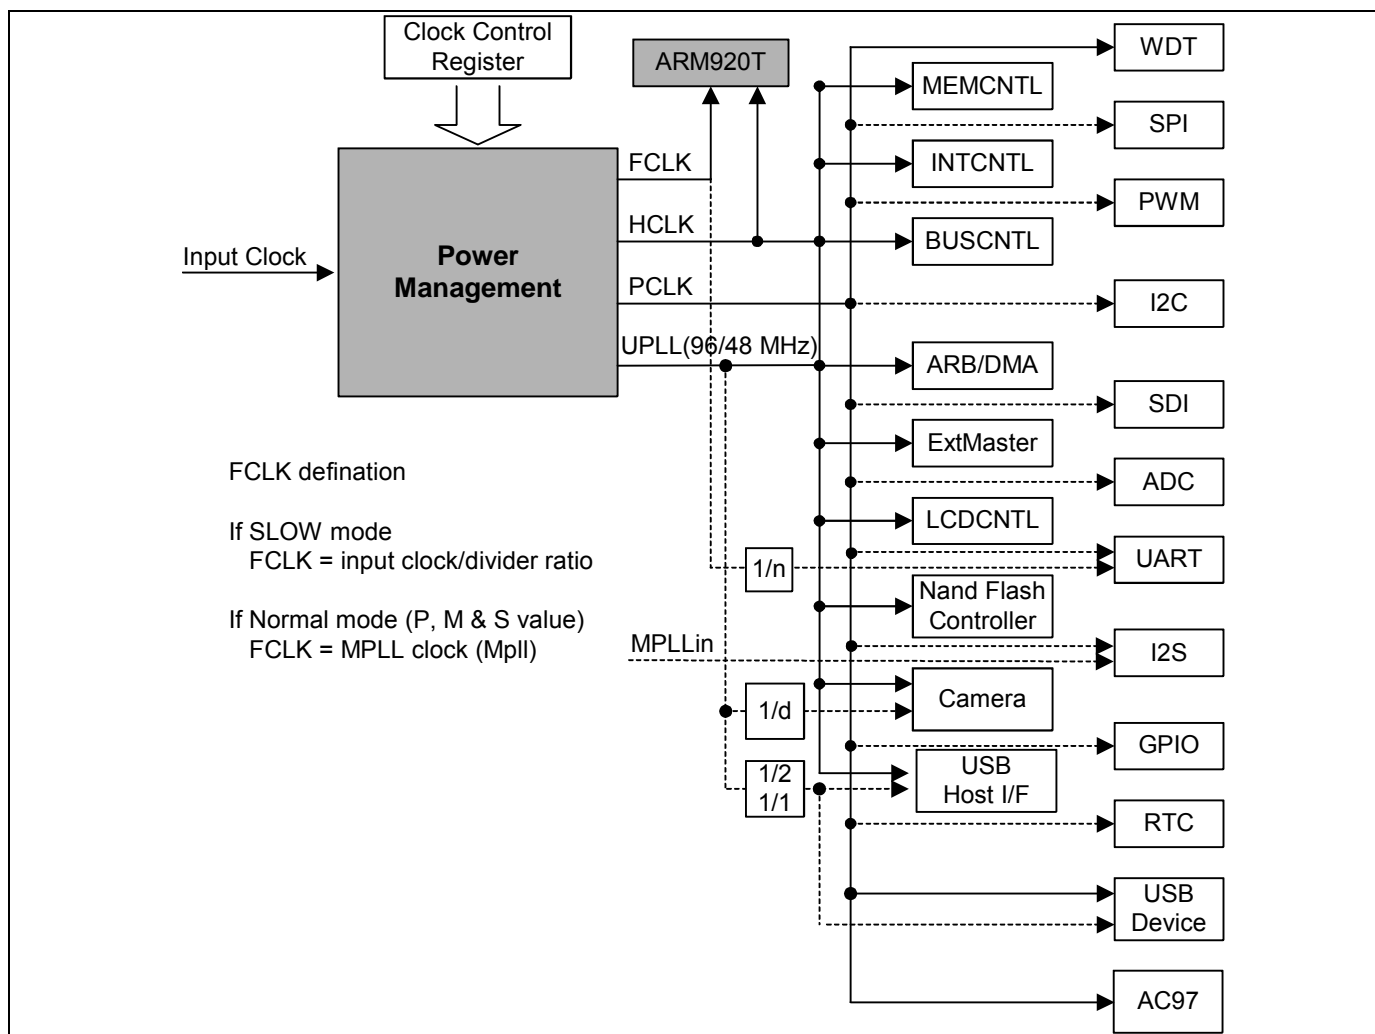 Clock Control
Register
ARM920T
WDT
MEMCNTL
SPI
FCLK
INTCNTL
PWM
HCLK
BUSCNTL
Input Clock
Power
Management
PCLK
I2C
UPLL(96/48 MHz)
ARB/DMA
SDI
ExtMaster
FCLK defination
ADC
LCDCNTL
If SLOW mode
FCLK = input clock/divider ratio
1/n
UART
Nand Flash
Controller
If Normal mode (P, M & S value)
FCLK = MPLL clock (Mpll)
MPLLin
I2S
1/d
Camera
GPIO
1/2
1/1
USB
Host I/F
RTC
USB
Device
AC97